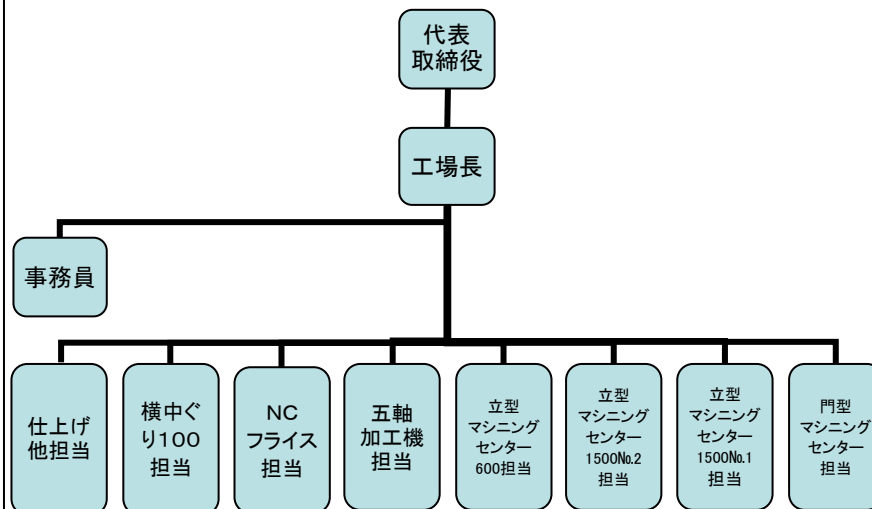 代表
取締役
工場長
事務員
仕上げ
他担当
横中ぐ
り100
担当
NC
フライス
担当
五軸
加工機
担当
立型
マシニング
センター
600担当
立型
マシニング
センター
1500№2
担当
立型
マシニング
センター
1500№1
担当
門型
マシニング
センター
担当